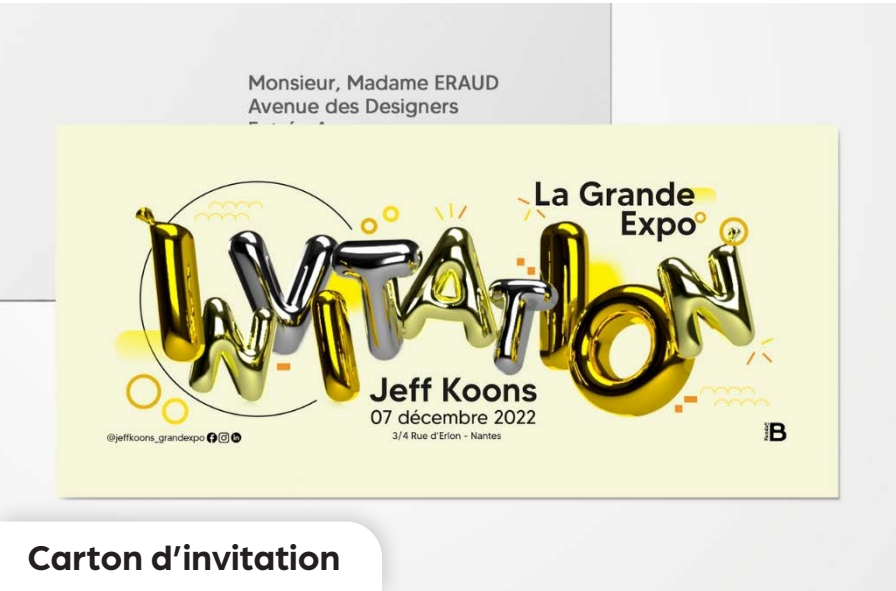 Monsieur, Madame ERAUD
Avenue des Designers
La Grande
Expo
INVITATION
Jeff Koons
07 décembre 2022
3/4 Rue d'Erlon - Nantes
@jeffkoons_grandexpo
B
Carton d'invitation